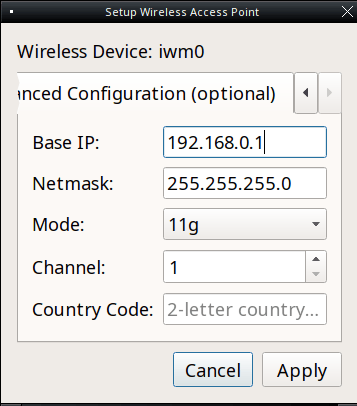 Setup Wireless Access Point
Wireless Device: iwm0
anced Configuration (optional)
Base IP: 192.168.0.1
Netmask: 255.255.255.0
Mode: 11g
Channel: 1
Country Code: 2-letter country...
Cancel Apply